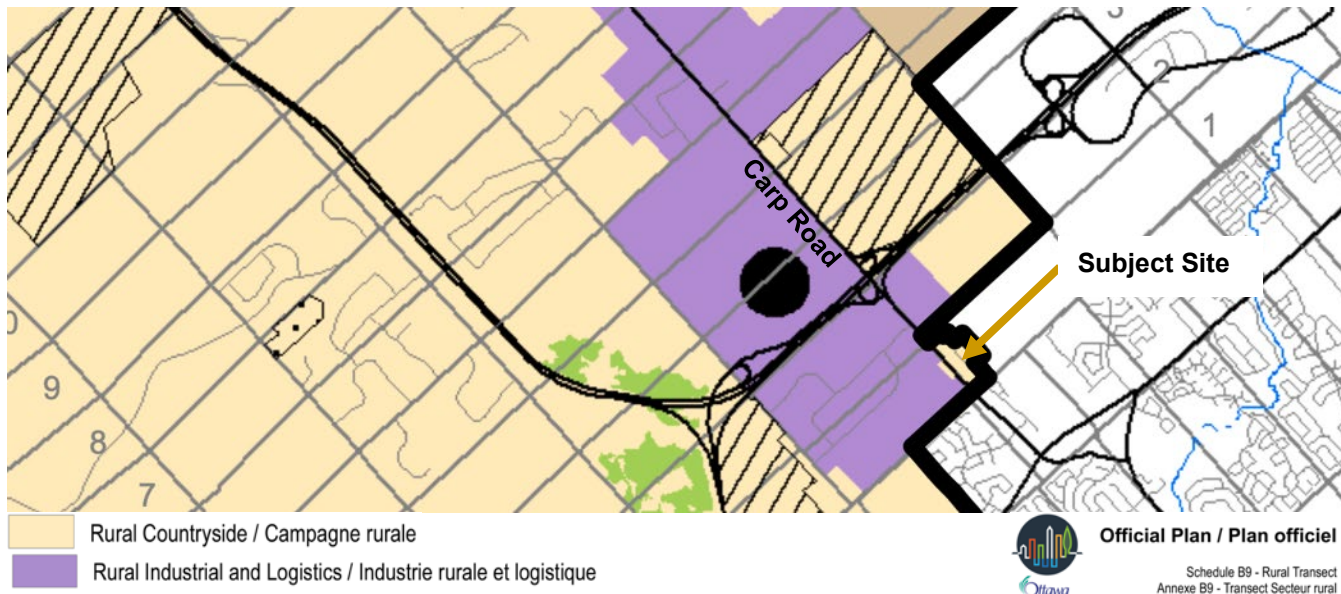 3
2
1
Carp Road
Subject Site
9
8
7
Rural Countryside / Campagne rurale
Rural Industrial and Logistics / Industrie rurale et logistique
Official Plan / Plan officiel
Schedule B9 - Rural Transect
Annexe B9 - Transect Secteur rural
Ottawa